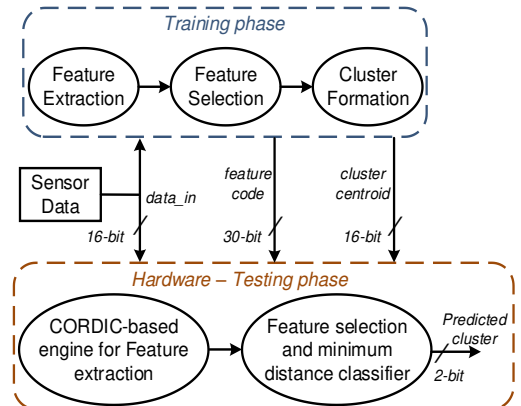 Training phase
Feature
Extraction
Feature
Selection
Cluster
Formation
Sensor
Data
data_in
feature
code
cluster
centroid
16-bit
30-bit
16-bit
Hardware – Testing phase
CORDIC-based
engine for Feature
extraction
Feature selection
and minimum
distance classifier
Predicted
cluster
2-bit